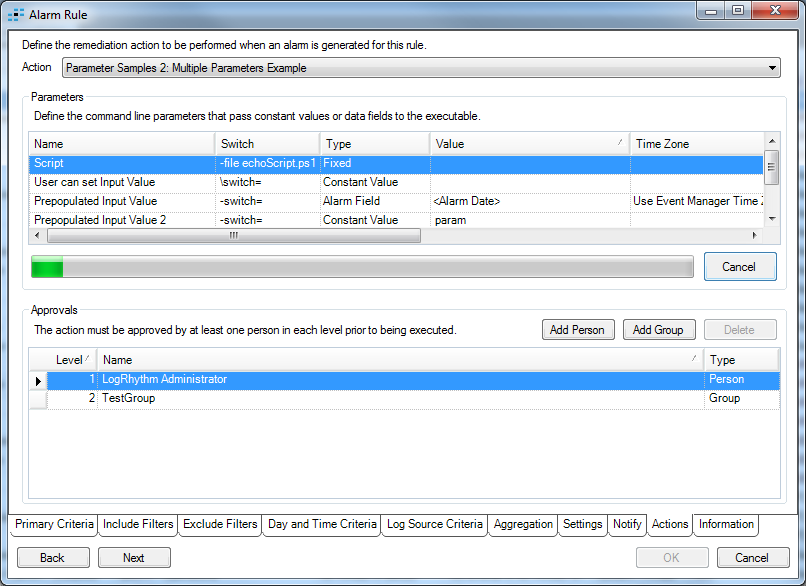 Alarm Rule
Define the remediation action to be performed when an alarm is generated for this rule.
Action Parameter Samples 2: Multiple Parameters Example
Parameters
Define the command line parameters that pass constant values or data fields to the executable.
Name Switch Type Value Time Zone
Script -file echoScript.ps1 Fixed
User can set Input Value \switch= Constant Value
Prepopulated Input Value -switch= Alarm Field <Alarm Date> Use Event Manager Time
Prepopulated Input Value 2 -switch= Constant Value param
Cancel
Approvals
The action must be approved by at least one person in each level prior to being executed.
Add Person Add Group Delete
Level Name Type
1 LogRhythm Administrator Person
2 TestGroup Group
Primary Criteria Include Filters Exclude Filters Day and Time Criteria Log Source Criteria Aggregation Settings Notify Actions Information
Back Next OK Cancel